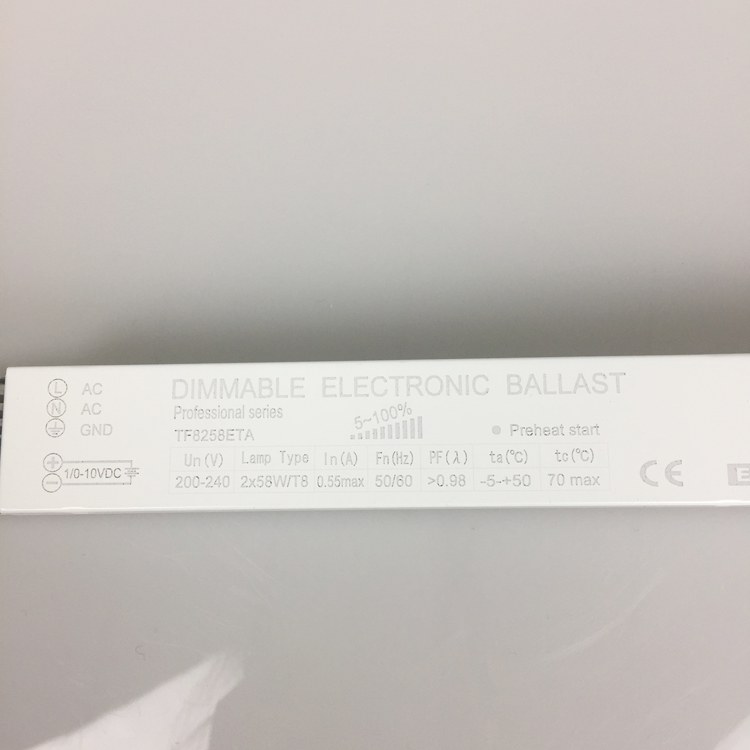 L AC
N AC
GND
1/0-10VDC
DIMMABLE ELECTRONIC BALLAST
Professional series
5~100%
TF8258ETA
Preheat start
Un(V) Lamp Type In(A) Fn(Hz) PF(λ) ta(℃) tc(℃)
200-240 2x58W/T8 0.55max 50/60 >0.98 -5~+50 70 max
CE